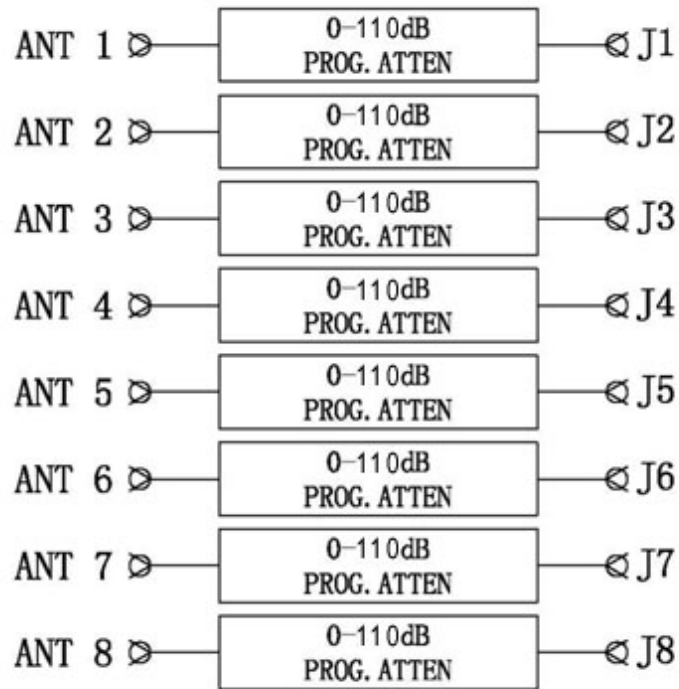 ANT 1 0-110dB PROG. ATTEN J1
ANT 2 0-110dB PROG. ATTEN J2
ANT 3 0-110dB PROG. ATTEN J3
ANT 4 0-110dB PROG. ATTEN J4
ANT 5 0-110dB PROG. ATTEN J5
ANT 6 0-110dB PROG. ATTEN J6
ANT 7 0-110dB PROG. ATTEN J7
ANT 8 0-110dB PROG. ATTEN J8